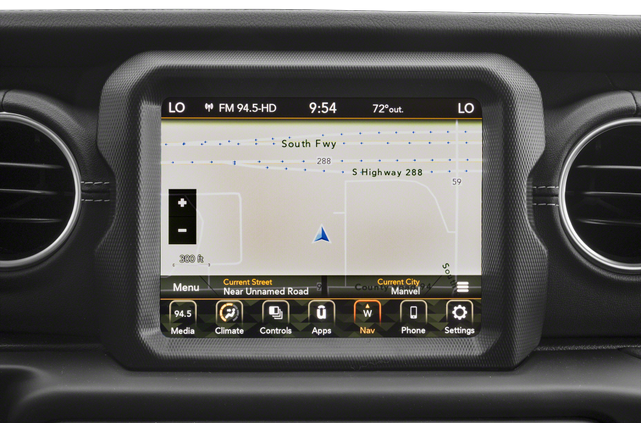 LO FM 94.5-HD 9:54 72°out. LO
South Fwy
288
S Highway 288
59
+
-
300 ft
Menu Current Street Current City
Near Unnamed Road Manvel
94.5 W
Media Climate Controls Apps Nav Phone Settings